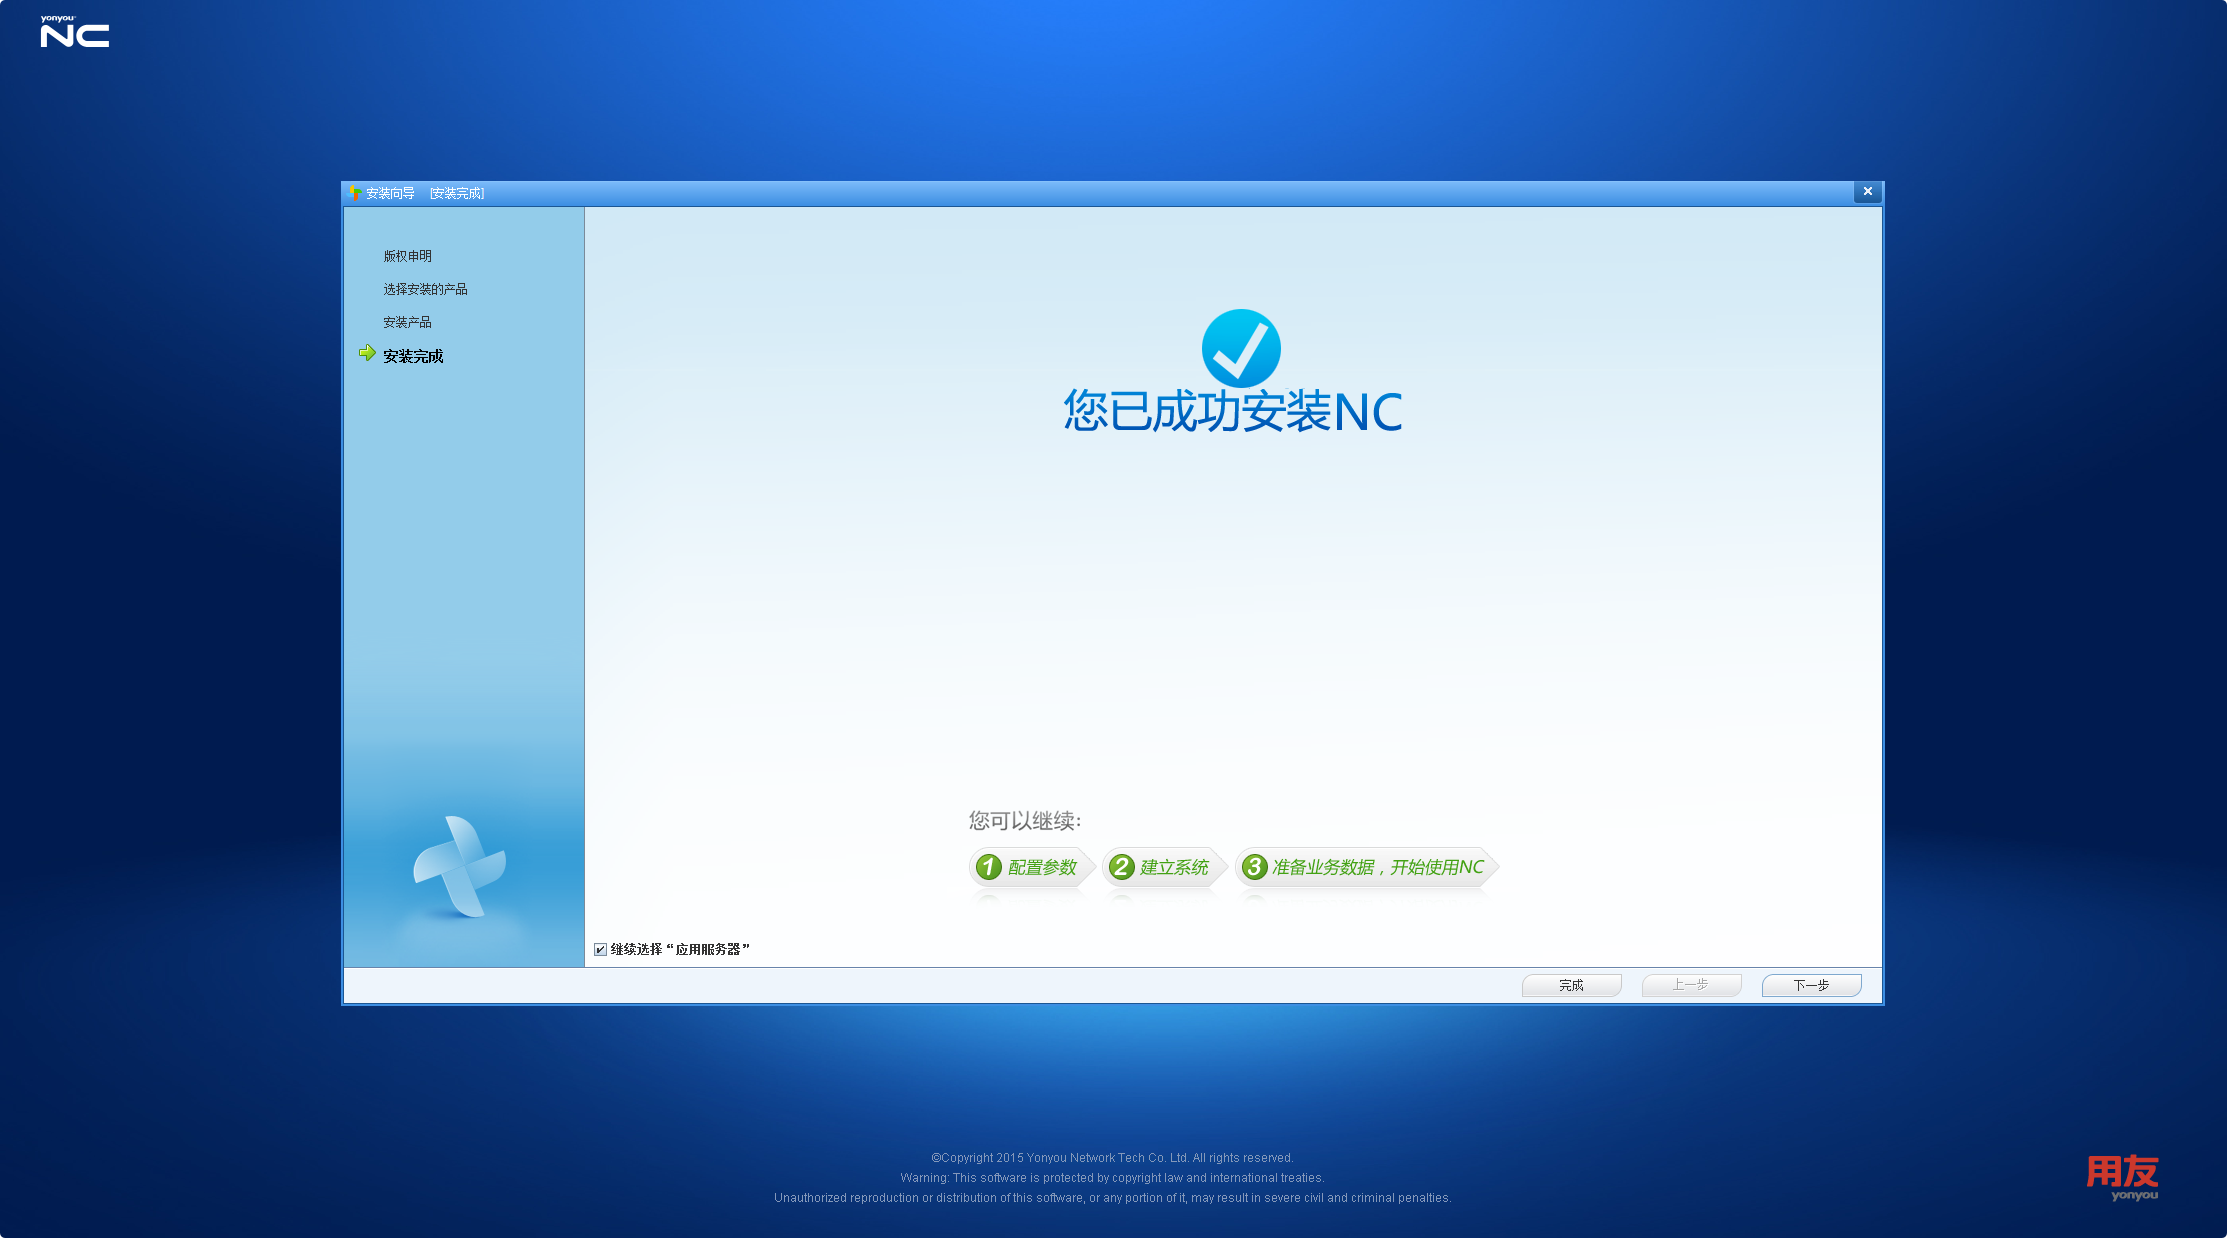 yonyou
NC
安装向导 [安装完成]
版权申明
选择安装的产品
安装产品
安装完成
您已成功安装NC
您可以继续:
1 配置参数 2 建立系统 3 准备业务数据，开始使用NC
继续选择“应用服务器”
完成 上一步 下一步
©Copyright 2015 Yonyou Network Tech Co. Ltd. All rights reserved.
Warning: This software is protected by copyright law and international treaties.
Unauthorized reproduction or distribution of this software, or any portion of it, may result in severe civil and criminal penalties.
用友
yonyou